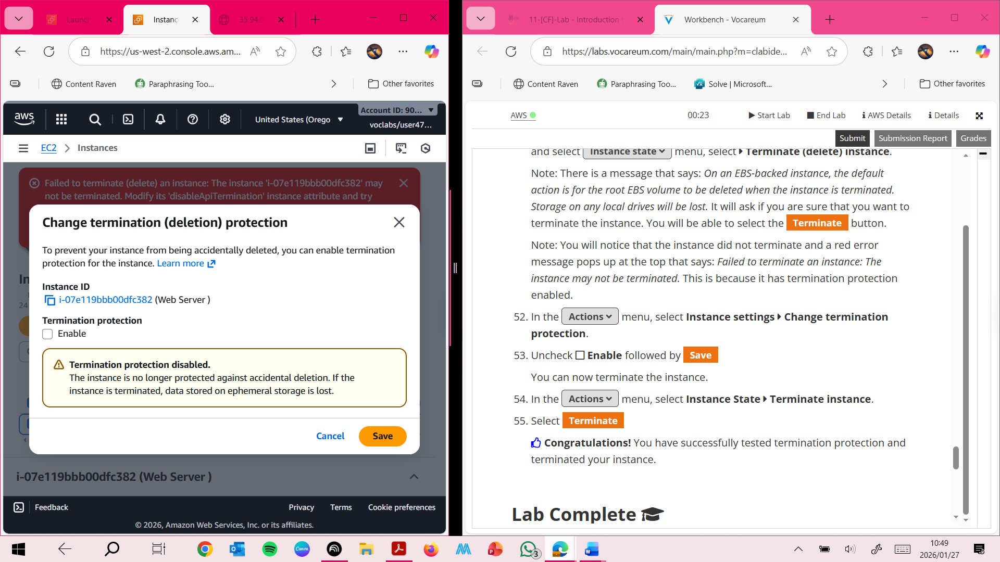 Launch
Instanc
35.94.5
https://us-west-2.console.aws.am...
Content Raven
Paraphrasing Too...
Other favorites
aws
United States (Orego
Account ID: 90...
voclabs/user47...
EC2
Instances
Failed to terminate (delete) an instance: The instance 'i-07e119bbb00dfc382' may
not be terminated. Modify its 'disableApiTermination' instance attribute and try
Change termination (deletion) protection
To prevent your instance from being accidentally deleted, you can enable termination
protection for the instance. Learn more
Instance ID
i-07e119bbb00dfc382 (Web Server )
Termination protection
Enable
Termination protection disabled.
The instance is no longer protected against accidental deletion. If the
instance is terminated, data stored on ephemeral storage is lost.
Cancel
Save
i-07e119bbb00dfc382 (Web Server )
Feedback
Privacy
Terms
Cookie preferences
© 2026, Amazon Web Services, Inc. or its affiliates.
11-[CF]-Lab - Introduction t
Workbench - Vocareum
https://labs.vocareum.com/main/main.php?m=clabide...
Content Raven
Paraphrasing Too...
Solve | Microsoft...
Other favorites
AWS
00:23
Start Lab
End Lab
AWS Details
Details
Submit
Submission Report
Grades
and select Instance state menu, select Terminate (delete) instance.
Note: There is a message that says: On an EBS-backed instance, the default
action is for the root EBS volume to be deleted when the instance is terminated.
Storage on any local drives will be lost. It will ask if you are sure that you want to
terminate the instance. You will be able to select the Terminate button.
Note: You will notice that the instance did not terminate and a red error
message pops up at the top that says: Failed to terminate an instance: The
instance may not be terminated. This is because it has termination protection
enabled.
52. In the Actions menu, select Instance settings Change termination
protection.
53. Uncheck Enable followed by Save
You can now terminate the instance.
54. In the Actions menu, select Instance State Terminate instance.
55. Select Terminate
Congratulations! You have successfully tested termination protection and
terminated your instance.
Lab Complete
Canva
3
10:49
2026/01/27